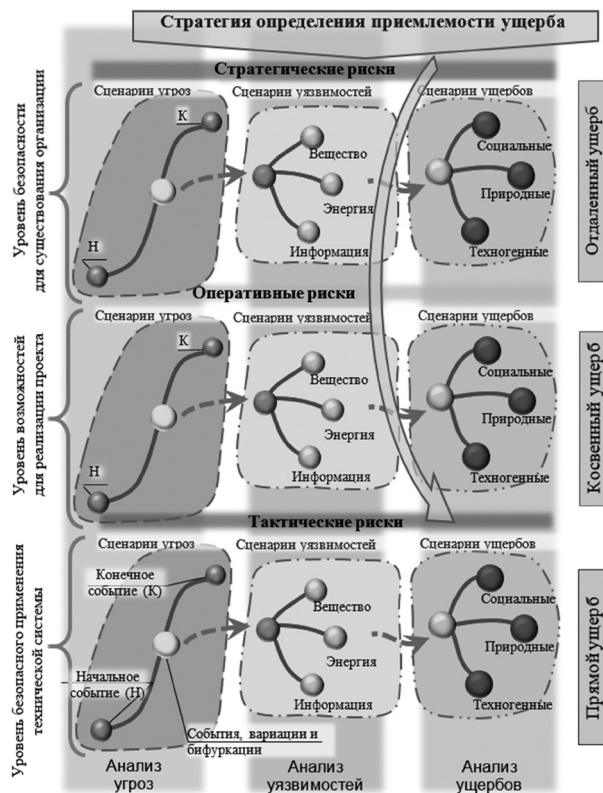 Стратегия определения приемлемости ущерба
Стратегические риски
Уровень безопасности
для существования организации
Сценарии угроз
К
Н
Сценарии уязвимостей
Вещество
Энергия
Информация
Сценарии ущербов
Социальные
Природные
Техногенные
Отдаленный ущерб
Оперативные риски
Уровень возможностей
для реализации проекта
Сценарии угроз
К
Н
Сценарии уязвимостей
Вещество
Энергия
Информация
Сценарии ущербов
Социальные
Природные
Техногенные
Косвенный ущерб
Тактические риски
Уровень безопасного применения
технической системы
Сценарии угроз
Конечное
событие (К)
Начальное
событие (Н)
События, вариации и
бифуркации
Сценарии уязвимостей
Вещество
Энергия
Информация
Сценарии ущербов
Социальные
Природные
Техногенные
Прямой ущерб
Анализ
угроз
Анализ
уязвимостей
Анализ
ущербов